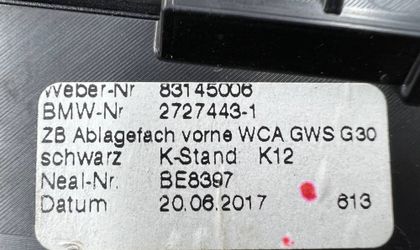 Weber-Nr 83145006
BMW-Nr 2727443-1
ZB Ablagefach vorne WCA GWS G30
schwarz K-Stand K12
Neal-Nr. BE8397
Datum 20.06.2017 613